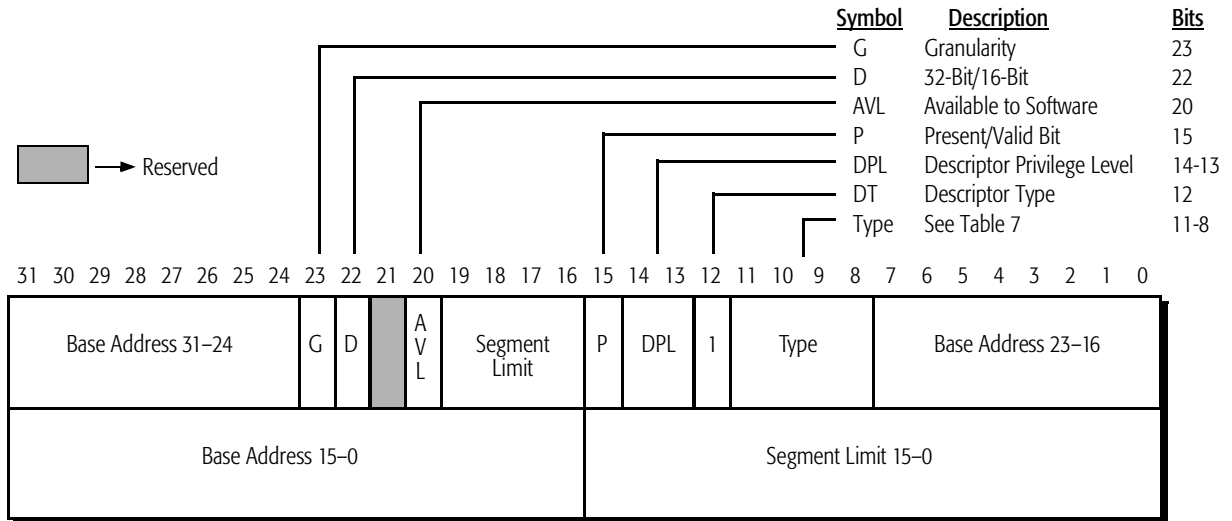 Symbol Description Bits
G Granularity 23
D 32-Bit/16-Bit 22
AVL Available to Software 20
P Present/Valid Bit 15
DPL Descriptor Privilege Level 14-13
DT Descriptor Type 12
Type See Table 7 11-8
Reserved
31 30 29 28 27 26 25 24 23 22 21 20 19 18 17 16 15 14 13 12 11 10 9 8 7 6 5 4 3 2 1 0
Base Address 31–24
G
D
A
V
L
Segment
Limit
P
DPL
1
Type
Base Address 23–16
Base Address 15–0
Segment Limit 15–0